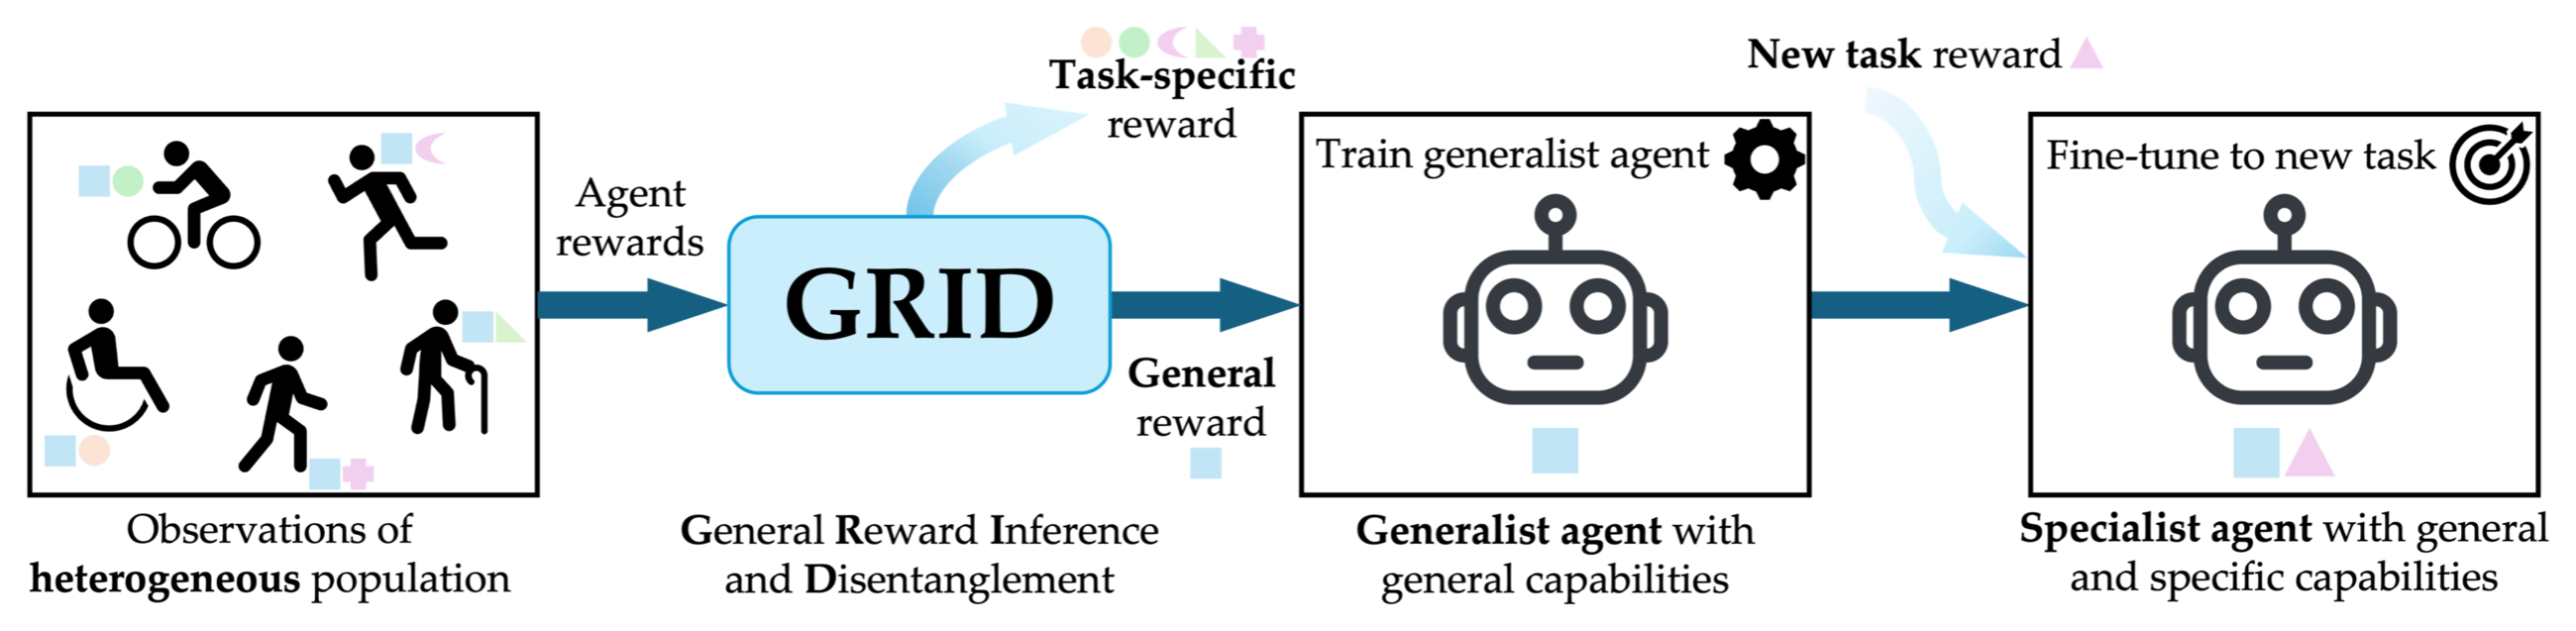 Observations of
heterogeneous population
Agent
rewards
GRID
General Reward Inference
and Disentanglement
Task-specific
reward
General
reward
Train generalist agent
Generalist agent with
general capabilities
New task reward
Fine-tune to new task
Specialist agent with general
and specific capabilities